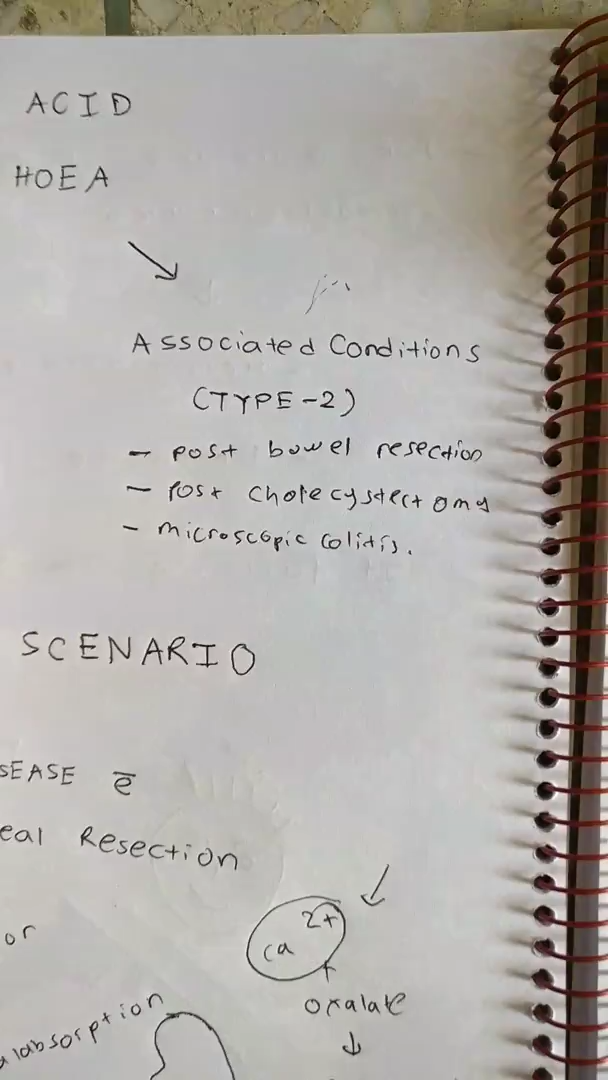 ACID
HOEA
Associated Conditions
(TYPE-2)
- post bowel resection
- Post cholecystectomy
- microscopic colitis.
SCENARIO
SEASE ē
eal Resection
or
Ca 2+
+
oxalate
alabsorption